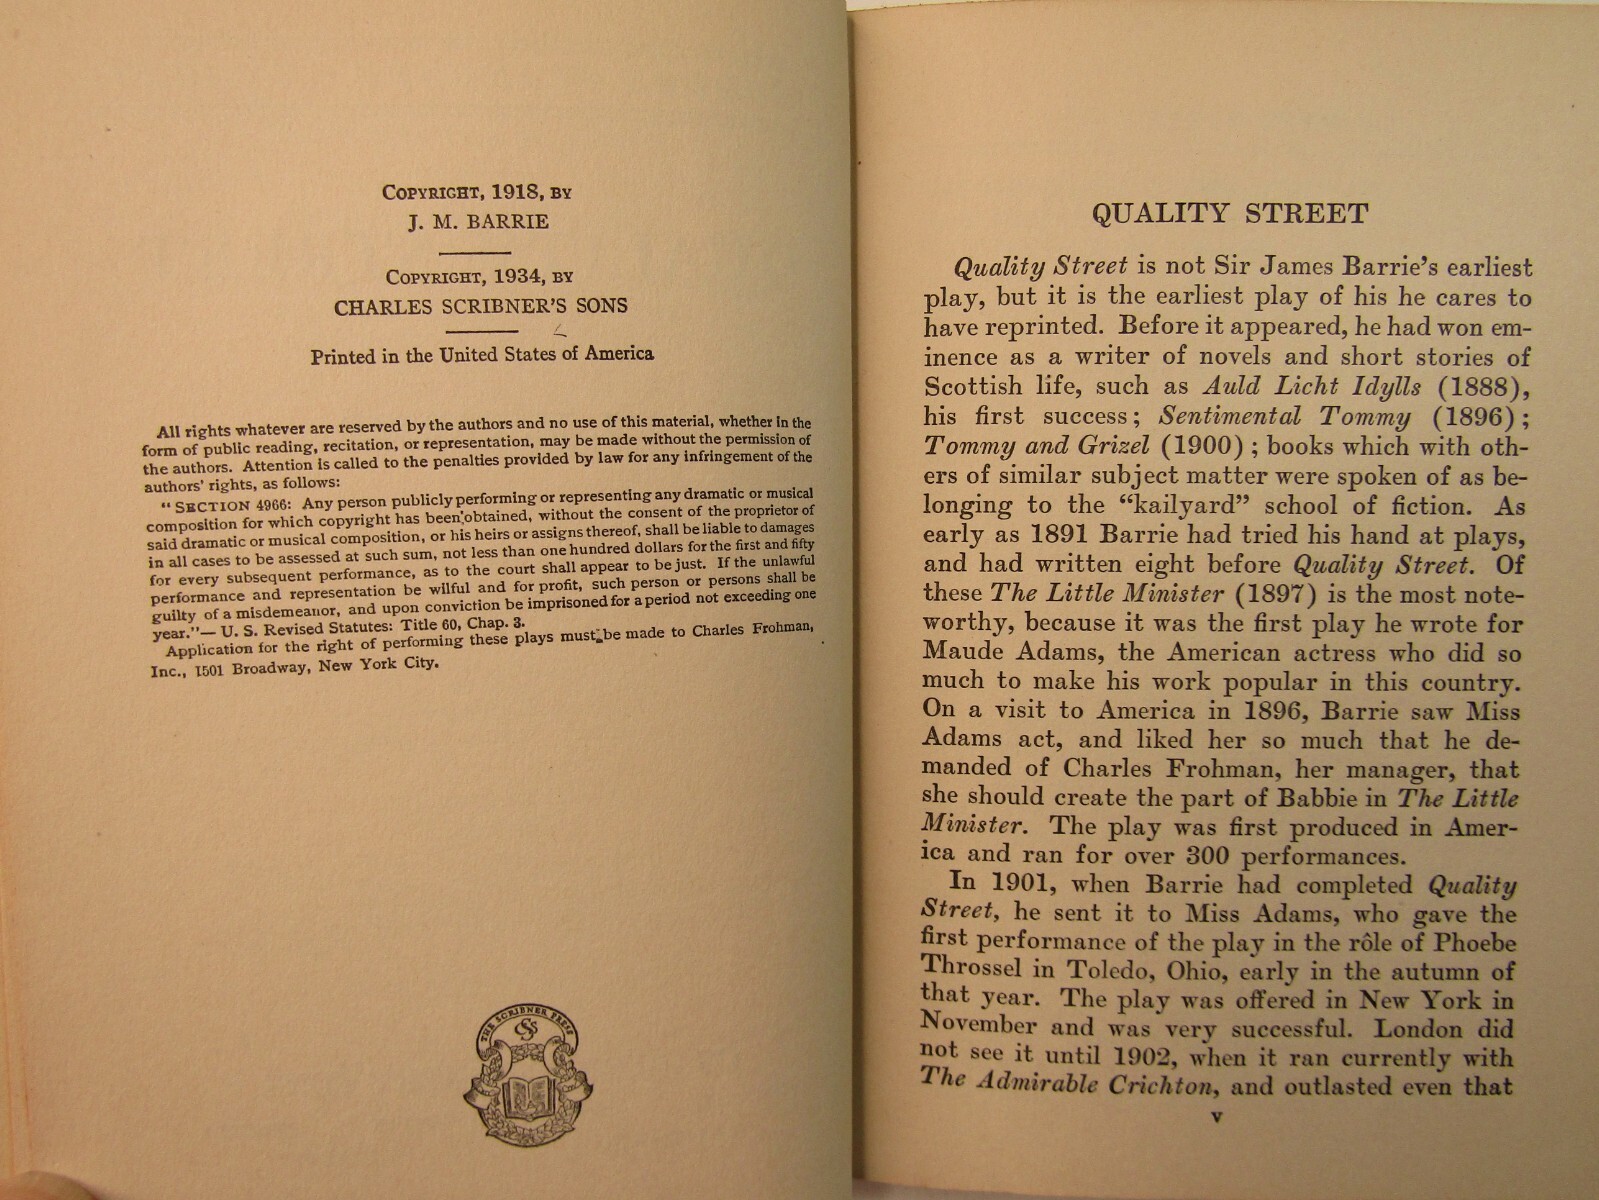 COPYRIGHT, 1918, BY
J. M. BARRIE
COPYRIGHT, 1934, BY
CHARLES SCRIBNER'S SONS
Printed in the United States of America
All rights whatever are reserved by the authors and no use of this material, whether in the
form of public reading, recitation, or representation, may be made without the permission of
the authors. Attention is called to the penalties provided by law for any infringement of the
authors' rights, as follows:
"SECTION 4966: Any person publicly performing or representing any dramatic or musical
composition for which copyright has been obtained, without the consent of the proprietor of
said dramatic or musical composition, or his heirs or assigns thereof, shall be liable to damages
in all cases to be assessed at such sum, not less than one hundred dollars for the first and fifty
for every subsequent performance, as to the court shall appear to be just. If the unlawful
performance and representation be wilful and for profit, such person or persons shall be
guilty of a misdemeanor, and upon conviction be imprisoned for a period not exceeding one
year."— U. S. Revised Statutes: Title 60, Chap. 3.
Application for the right of performing these plays must be made to Charles Frohman,
Inc., 1501 Broadway, New York City.
THE SCRIBNER PRESS
QUALITY STREET
Quality Street is not Sir James Barrie's earliest
play, but it is the earliest play of his he cares to
have reprinted. Before it appeared, he had won em-
inence as a writer of novels and short stories of
Scottish life, such as Auld Licht Idylls (1888),
his first success; Sentimental Tommy (1896);
Tommy and Grizel (1900); books which with oth-
ers of similar subject matter were spoken of as be-
longing to the "kailyard" school of fiction. As
early as 1891 Barrie had tried his hand at plays,
and had written eight before Quality Street. Of
these The Little Minister (1897) is the most note-
worthy, because it was the first play he wrote for
Maude Adams, the American actress who did so
much to make his work popular in this country.
On a visit to America in 1896, Barrie saw Miss
Adams act, and liked her so much that he de-
manded of Charles Frohman, her manager, that
she should create the part of Babbie in The Little
Minister. The play was first produced in Amer-
ica and ran for over 300 performances.
In 1901, when Barrie had completed Quality
Street, he sent it to Miss Adams, who gave the
first performance of the play in the rôle of Phoebe
Throssel in Toledo, Ohio, early in the autumn of
that year. The play was offered in New York in
November and was very successful. London did
not see it until 1902, when it ran currently with
The Admirable Crichton, and outlasted even that
v